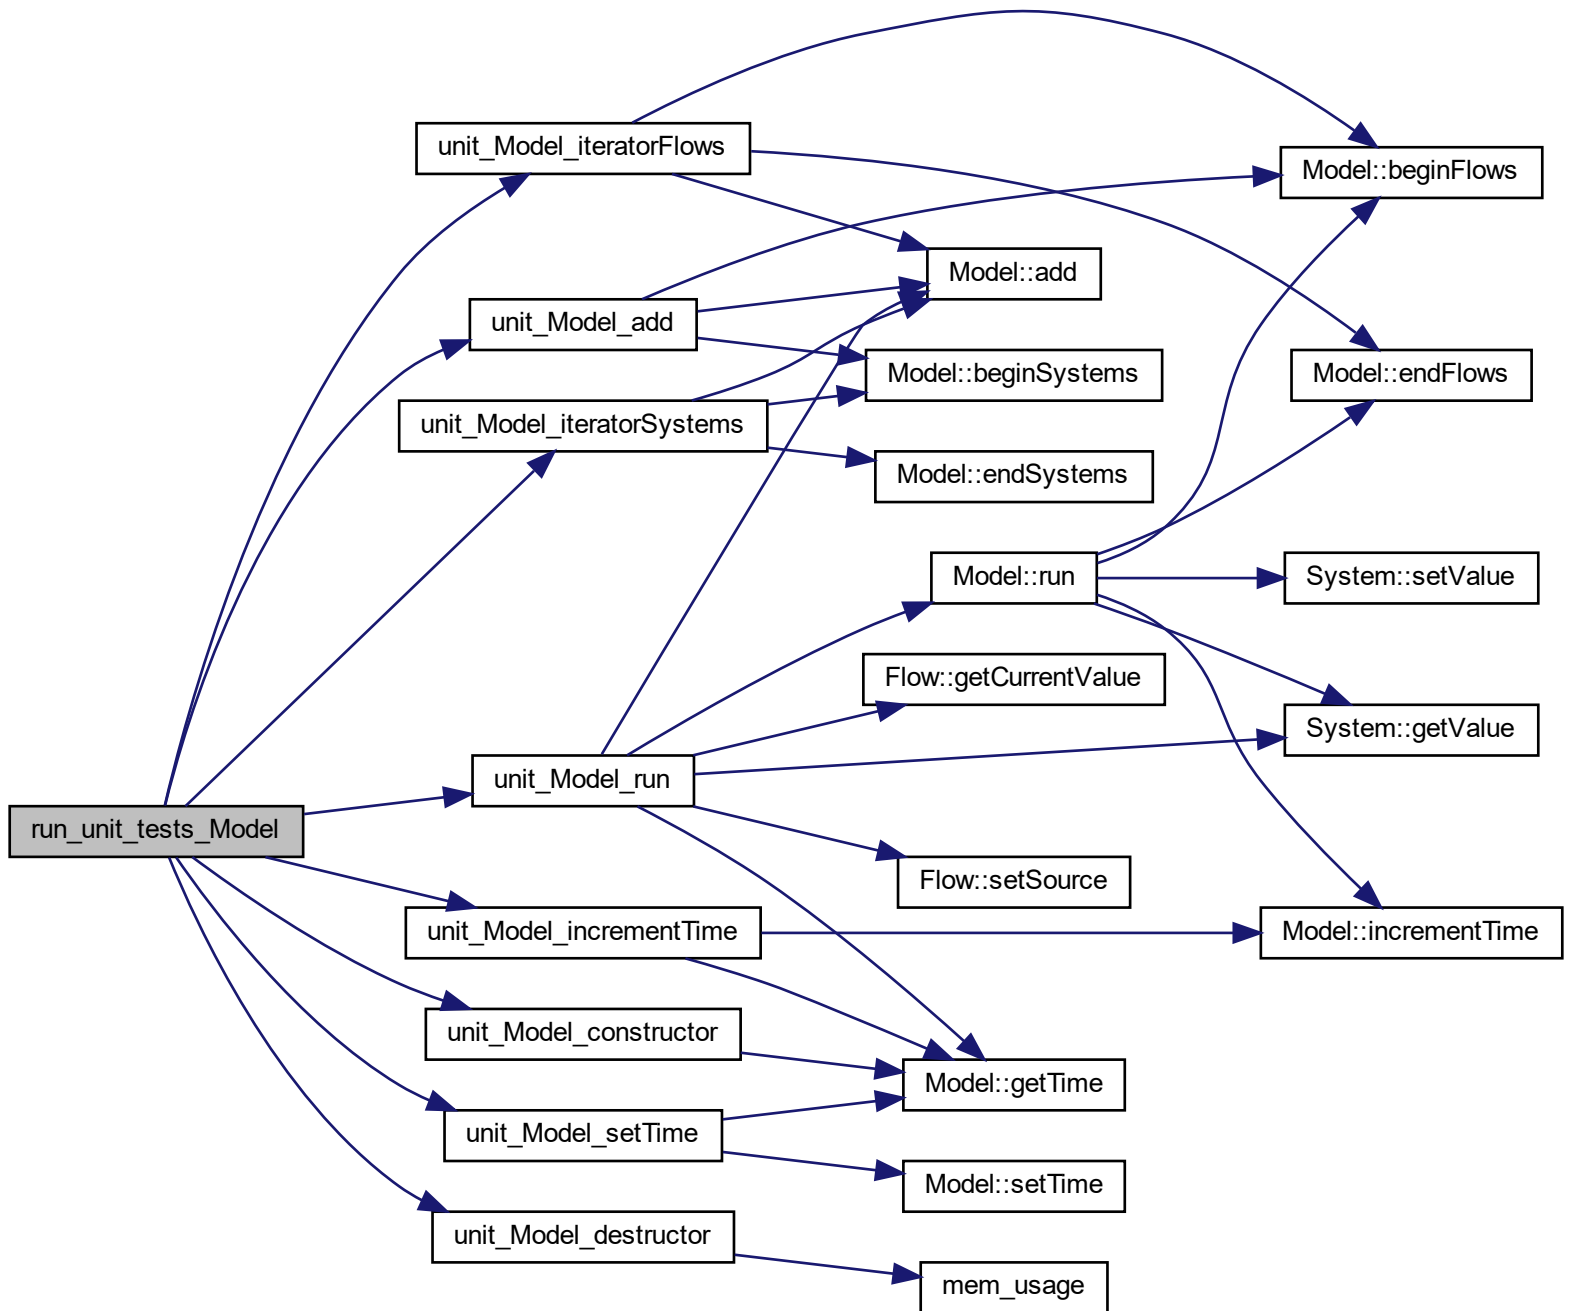 unit_Model_iteratorFlows
Model::beginFlows
Model::add
unit_Model_add
Model::beginSystems
Model::endFlows
unit_Model_iteratorSystems
Model::endSystems
Model::run
System::setValue
Flow::getCurrentValue
System::getValue
unit_Model_run
run_unit_tests_Model
Flow::setSource
unit_Model_incrementTime
Model::incrementTime
unit_Model_constructor
Model::getTime
unit_Model_setTime
Model::setTime
unit_Model_destructor
mem_usage